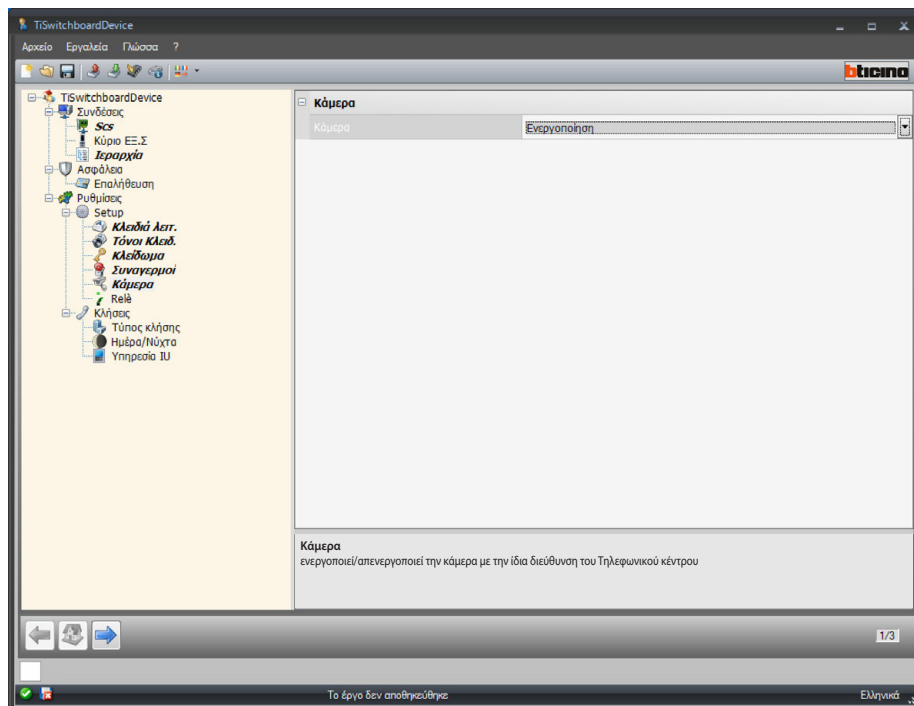 TiSwitchboardDevice
Αρχείο Εργαλεία Γλώσσα ?
bticino
TiSwitchboardDevice
Συνδέσεις
Scs
Κύριο ΕΞ.Σ
Ιεραρχία
Ασφάλεια
Επαλήθευση
Ρυθμίσεις
Setup
Κλειδιά λειτ.
Τόνοι Κλειδ.
Κλείδωμα
Συναγερμοί
Κάμερα
Relè
Κλήσεις
Τύπος κλήσης
Ημέρα/Νύχτα
Υπηρεσία IU
Κάμερα
Κάμερα Ενεργοποίηση
Κάμερα
ενεργοποιεί/απενεργοποιεί την κάμερα με την ίδια διεύθυνση του Τηλεφωνικού κέντρου
1/3
Το έργο δεν αποθηκεύθηκε Ελληνικά